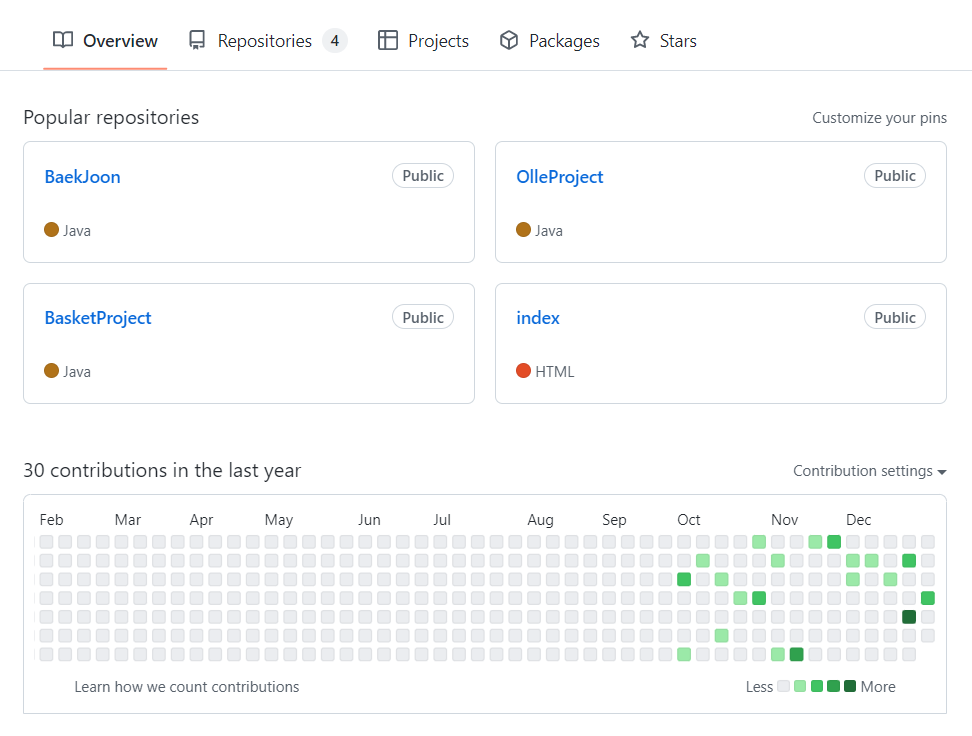 Overview Repositories 4 Projects Packages Stars
Popular repositories Customize your pins
BaekJoon Public OlleProject Public
Java Java
BasketProject Public index Public
Java HTML
30 contributions in the last year Contribution settings
Feb Mar Apr May Jun Jul Aug Sep Oct Nov Dec
Learn how we count contributions Less More